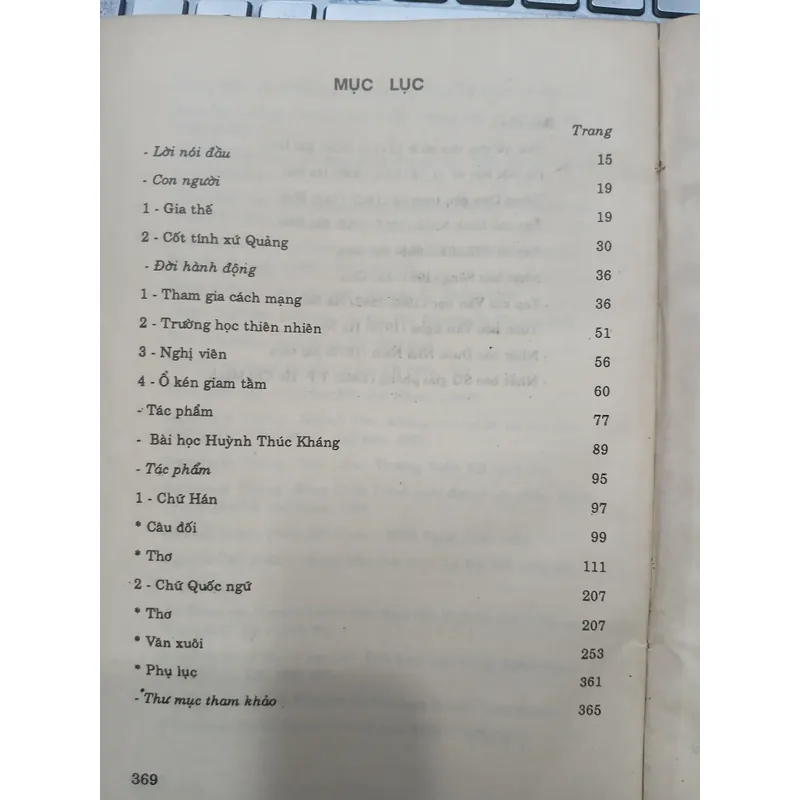 MỤC LỤC
Trang
- Lời nói đầu 15
- Con người 19
1 - Gia thế 19
2 - Cốt tính xứ Quảng 30
- Đời hành động 36
1 - Tham gia cách mạng 36
2 - Trường học thiên nhiên 51
3 - Nghị viên 56
4 - Ổ kén giam tằm 60
- Tác phẩm 77
- Bài học Huỳnh Thúc Kháng 89
- Tác phẩm 95
1 - Chữ Hán 97
* Câu đối 99
* Thơ 111
2 - Chữ Quốc ngữ 207
* Thơ 207
* Văn xuôi 253
* Phụ lục 361
- Thư mục tham khảo 365
369